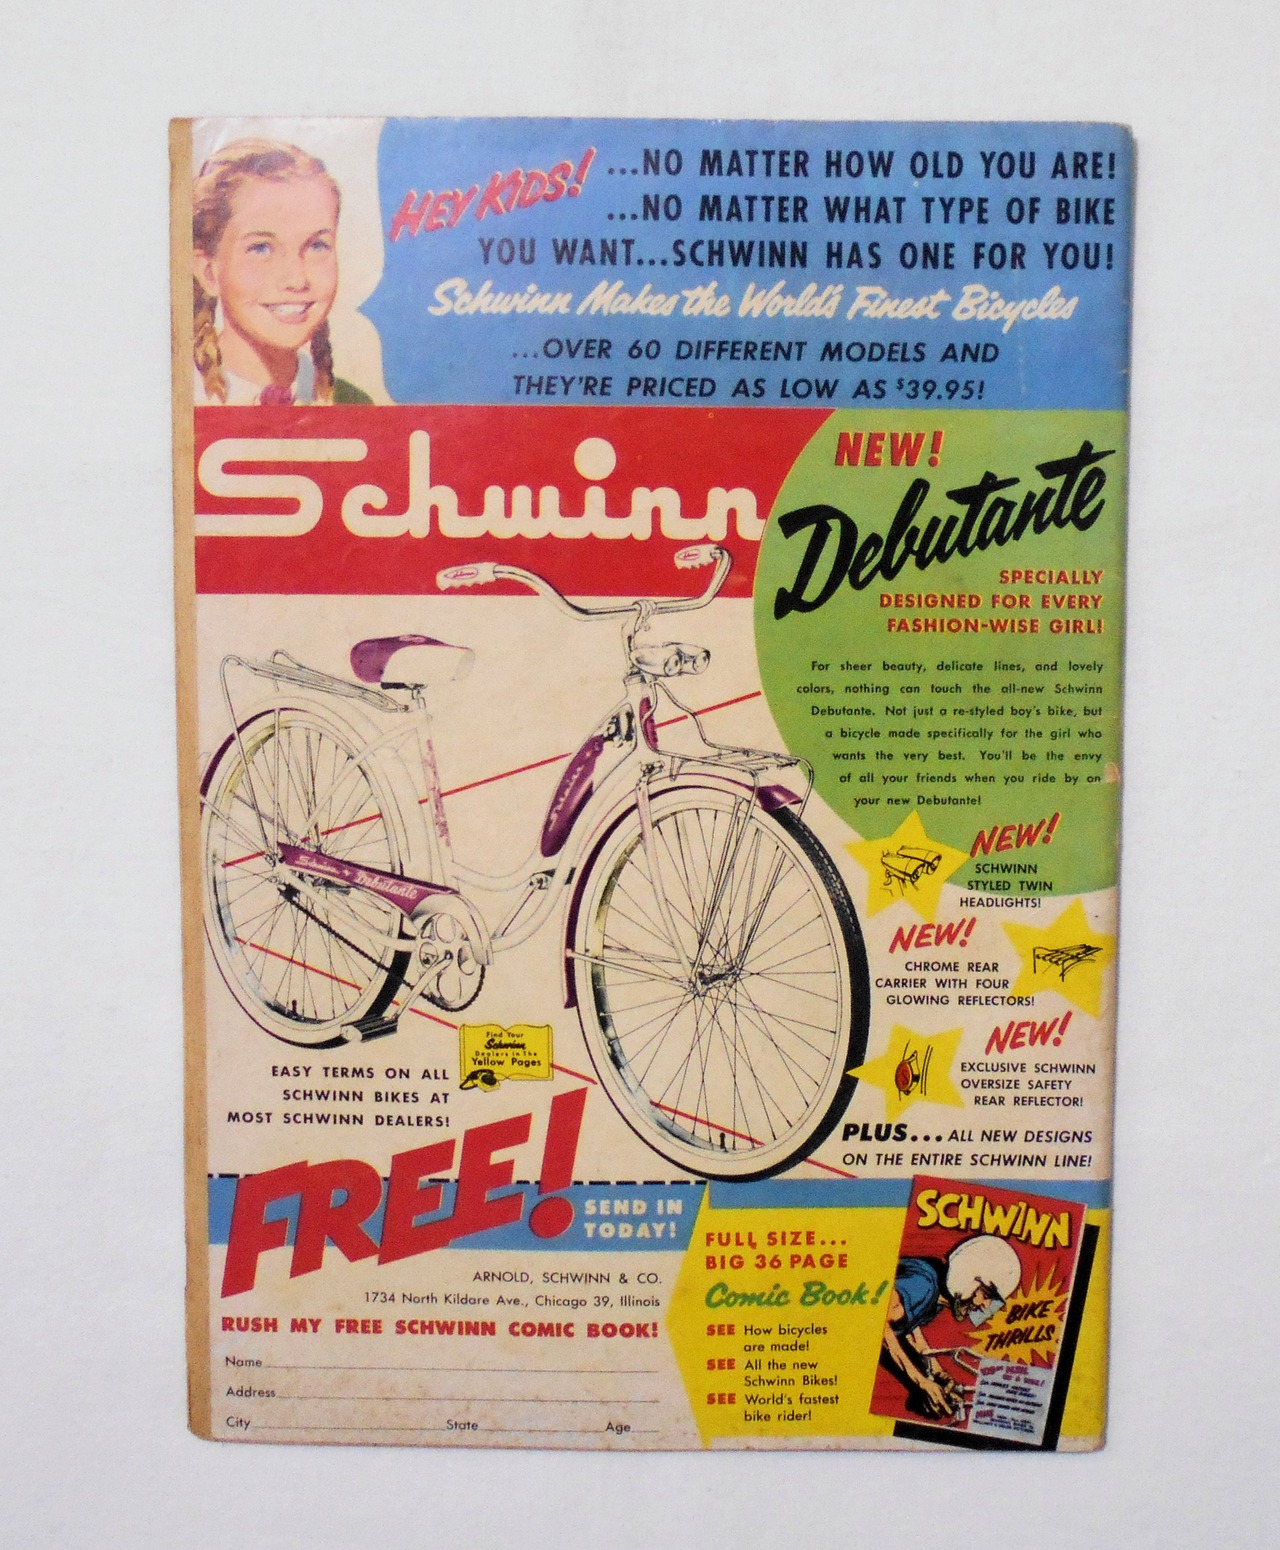 HEY KIDS! ...NO MATTER HOW OLD YOU ARE!
...NO MATTER WHAT TYPE OF BIKE
YOU WANT...SCHWINN HAS ONE FOR YOU!
Schwinn Makes the World's Finest Bicycles
...OVER 60 DIFFERENT MODELS AND
THEY'RE PRICED AS LOW AS $39.95!
Schwinn
NEW!
Debutante
SPECIALLY
DESIGNED FOR EVERY
FASHION-WISE GIRL!
For sheer beauty, delicate lines, and lovely
colors, nothing can touch the all-new Schwinn
Debutante. Not just a re-styled boy's bike, but
a bicycle made specifically for the girl who
wants the very best. You'll be the envy
of all your friends when you ride by on
your new Debutante!
Schwinn
Schwinn Debutante
NEW!
SCHWINN
STYLED TWIN
HEADLIGHTS!
NEW!
CHROME REAR
CARRIER WITH FOUR
GLOWING REFLECTORS!
NEW!
EXCLUSIVE SCHWINN
OVERSIZE SAFETY
REAR REFLECTOR!
PLUS... ALL NEW DESIGNS
ON THE ENTIRE SCHWINN LINE!
Find Your
Schwinn
Dealers in The
Yellow Pages
EASY TERMS ON ALL
SCHWINN BIKES AT
MOST SCHWINN DEALERS!
FREE!
SEND IN
TODAY!
ARNOLD, SCHWINN & CO.
1734 North Kildare Ave., Chicago 39, Illinois
RUSH MY FREE SCHWINN COMIC BOOK!
Name
Address
City State Age
FULL SIZE...
BIG 36 PAGE
Comic Book!
SEE How bicycles
are made!
SEE All the new
Schwinn Bikes!
SEE World's fastest
bike rider!
SCHWINN
BIKE
THRILLS